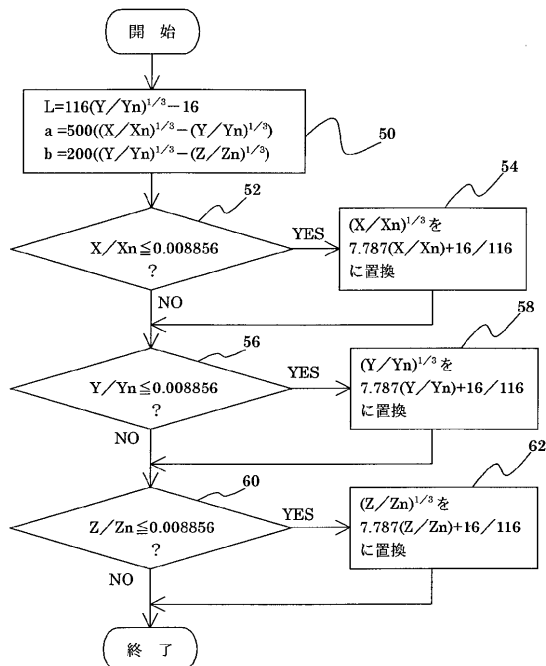 開 始
L=116(Y/Yn)^{1/3}-16
a =500((X/Xn)^{1/3}-(Y/Yn)^{1/3})
b =200((Y/Yn)^{1/3}-(Z/Zn)^{1/3})
50
52
X/Xn≦0.008856
?
YES
NO
54
(X/Xn)^{1/3}を
7.787(X/Xn)+16/116
に置換
56
Y/Yn≦0.008856
?
YES
NO
58
(Y/Yn)^{1/3}を
7.787(Y/Yn)+16/116
に置換
60
Z/Zn≦0.008856
?
YES
NO
62
(Z/Zn)^{1/3}を
7.787(Z/Zn)+16/116
に置換
終 了